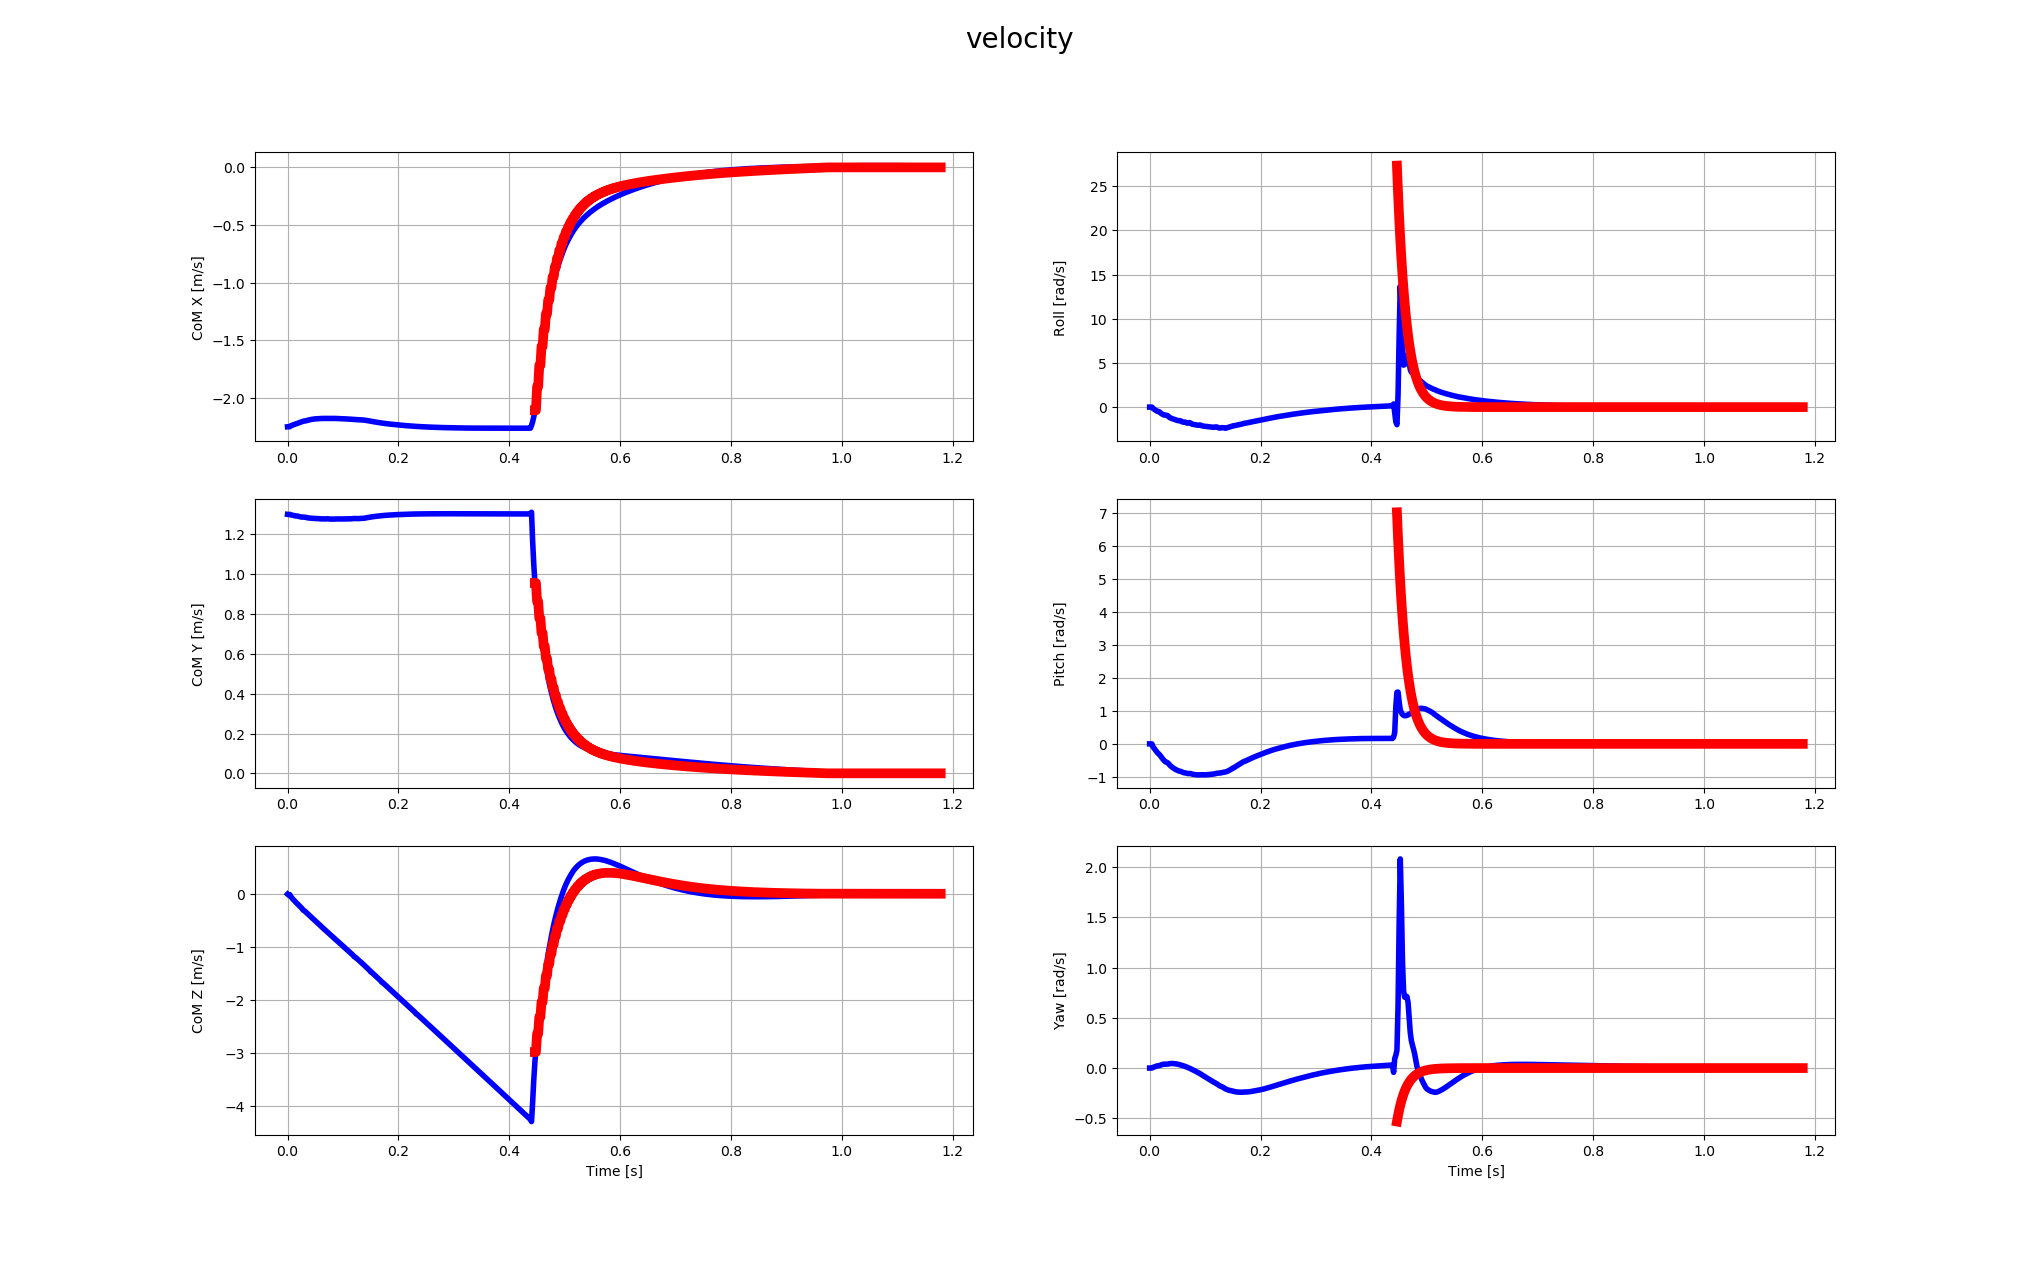 velocity
CoM X [m/s]
0.0
−0.5
−1.0
−1.5
−2.0
0.0 0.2 0.4 0.6 0.8 1.0 1.2
Roll [rad/s]
25
20
15
10
5
0
0.0 0.2 0.4 0.6 0.8 1.0 1.2
CoM Y [m/s]
1.2
1.0
0.8
0.6
0.4
0.2
0.0
0.0 0.2 0.4 0.6 0.8 1.0 1.2
Pitch [rad/s]
7
6
5
4
3
2
1
0
−1
0.0 0.2 0.4 0.6 0.8 1.0 1.2
CoM Z [m/s]
0
−1
−2
−3
−4
0.0 0.2 0.4 0.6 0.8 1.0 1.2
Time [s]
Yaw [rad/s]
2.0
1.5
1.0
0.5
0.0
−0.5
0.0 0.2 0.4 0.6 0.8 1.0 1.2
Time [s]